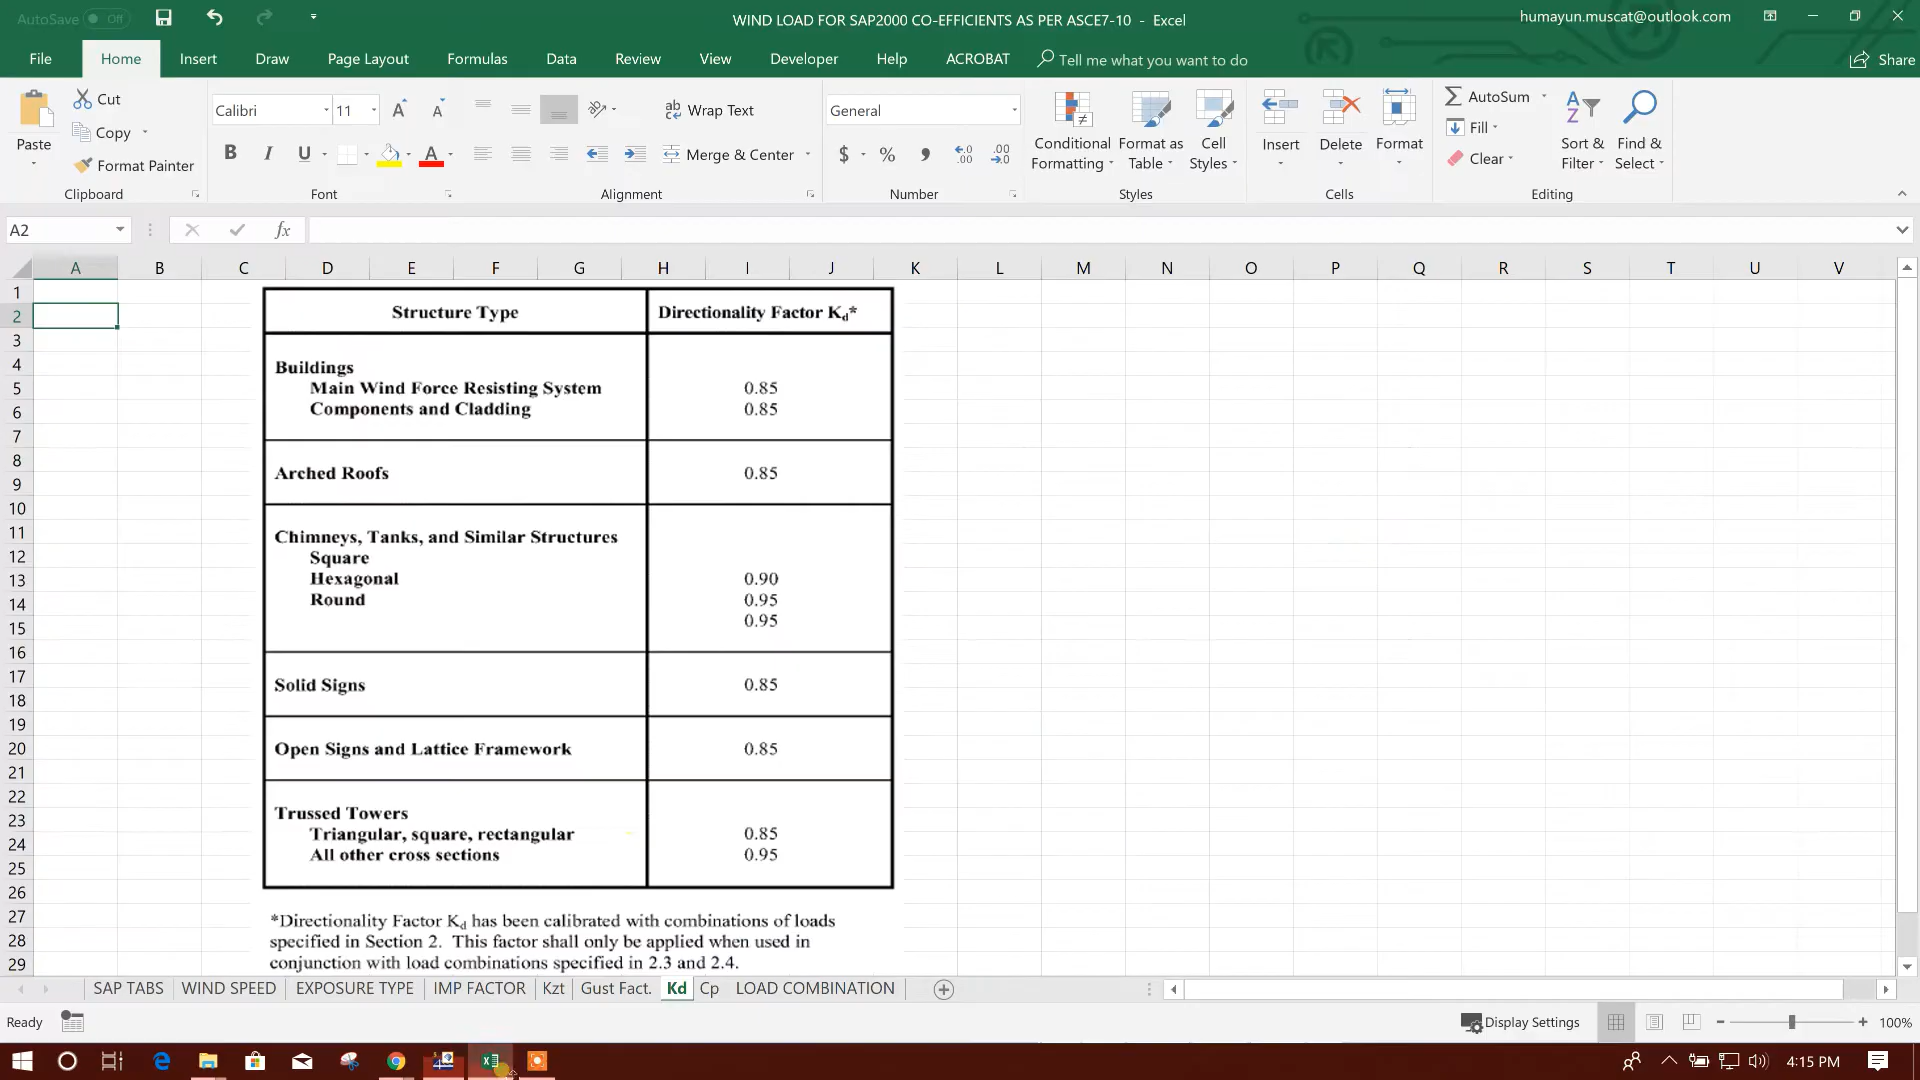 AutoSave Off
WIND LOAD FOR SAP2000 CO-EFFICIENTS AS PER ASCE7-10 - Excel
humayun.muscat@outlook.com
File Home Insert Draw Page Layout Formulas Data Review View Developer Help ACROBAT Tell me what you want to do Share
Paste
Cut
Copy
Format Painter
Clipboard
Calibri 11
B I U
Font
Wrap Text
Merge & Center
Alignment
General
$ %
Number
Conditional Formatting
Format as Table
Cell Styles
Styles
Insert Delete Format
Cells
AutoSum
Fill
Clear
Sort & Filter
Find & Select
Editing
A2
fx
A B C D E F G H I J K L M N O P Q R S T U V
1
2
3
4
5
6
7
8
9
10
11
12
13
14
15
16
17
18
19
20
21
22
23
24
25
26
27
28
29
Structure Type Directionality Factor Kd*
Buildings
Main Wind Force Resisting System 0.85
Components and Cladding 0.85
Arched Roofs 0.85
Chimneys, Tanks, and Similar Structures
Square
Hexagonal 0.90
Round 0.95
0.95
Solid Signs 0.85
Open Signs and Lattice Framework 0.85
Trussed Towers
Triangular, square, rectangular 0.85
All other cross sections 0.95
*Directionality Factor Kd has been calibrated with combinations of loads
specified in Section 2. This factor shall only be applied when used in
conjunction with load combinations specified in 2.3 and 2.4.
SAP TABS WIND SPEED EXPOSURE TYPE IMP FACTOR Kzt Gust Fact. Kd Cp LOAD COMBINATION
Ready
Display Settings
100%
4:15 PM